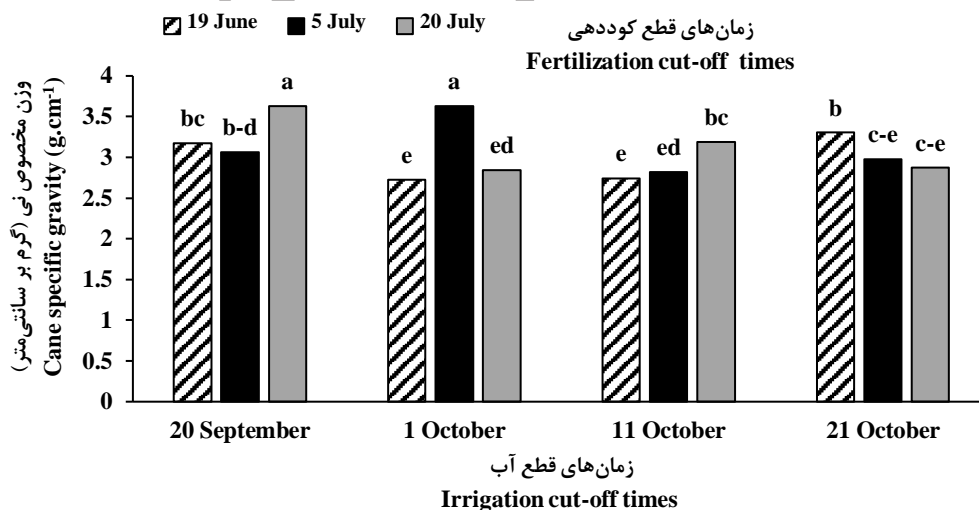 19 June 5 July 20 July
زمان‌های قطع کوددهی
Fertilization cut-off times
وزن مخصوص نی (گرم بر سانتی‌متر)
Cane specific gravity (g.cm-1)
4
3.5
3
2.5
2
1.5
1
0.5
0
bc b-d a
e a ed
e ed bc
b c-e c-e
20 September 1 October 11 October 21 October
زمان‌های قطع آب
Irrigation cut-off times